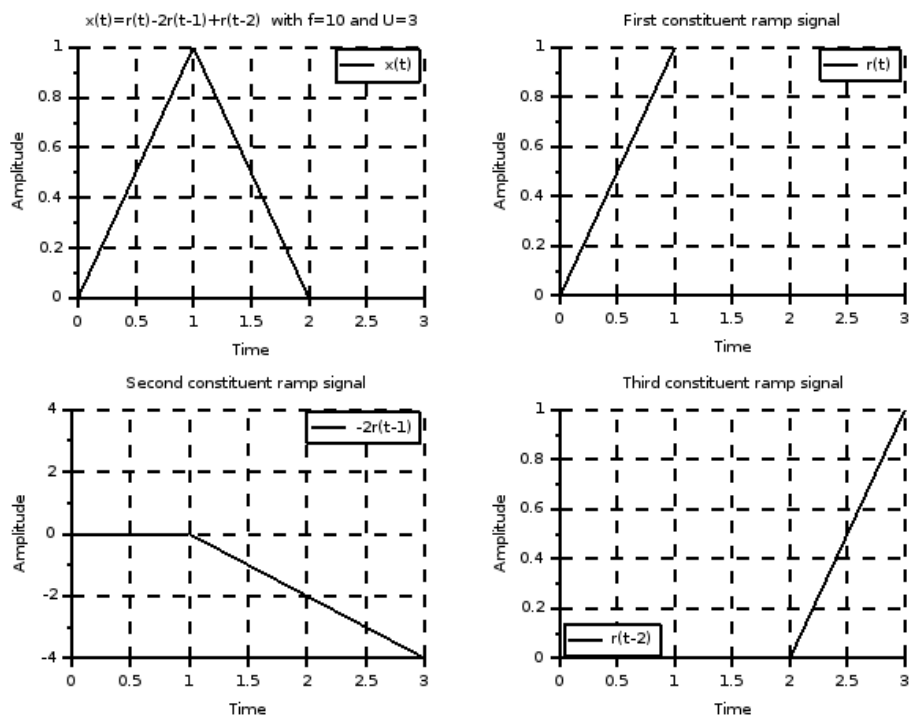 x(t)=r(t)-2r(t-1)+r(t-2) with f=10 and U=3
1
0.8
0.6
0.4
0.2
0
Amplitude
x(t)
0 0.5 1 1.5 2 2.5 3
Time
First constituent ramp signal
1
0.8
0.6
0.4
0.2
0
Amplitude
r(t)
0 0.5 1 1.5 2 2.5 3
Time
Second constituent ramp signal
4
2
0
-2
-4
Amplitude
-2r(t-1)
0 0.5 1 1.5 2 2.5 3
Time
Third constituent ramp signal
1
0.8
0.6
0.4
0.2
0
Amplitude
r(t-2)
0 0.5 1 1.5 2 2.5 3
Time